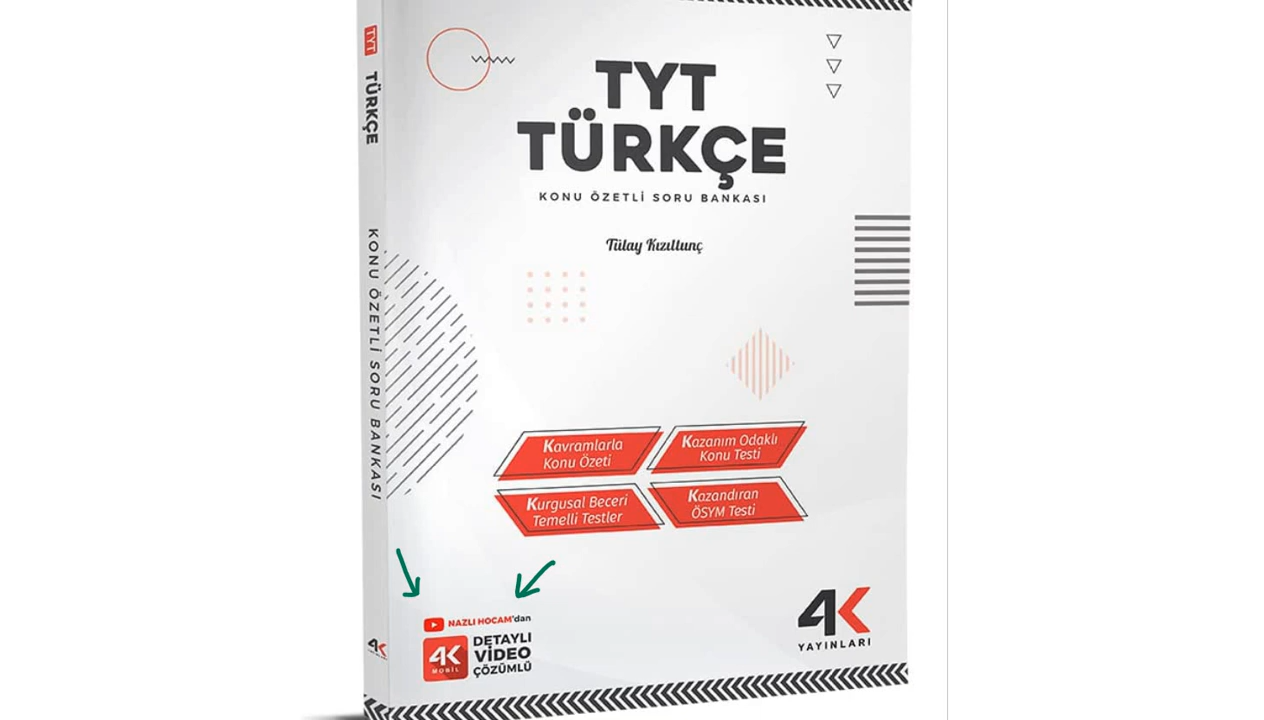 TYT
TÜRKÇE
KONU ÖZETLİ SORU BANKASI
TYT
TÜRKÇE
KONU ÖZETLİ SORU BANKASI
Tülay Kızıltunç
Kavramlarla
Konu Özeti
Kazanım Odaklı
Konu Testi
Kurgusal Beceri
Temelli Testler
Kazandıran
ÖSYM Testi
NAZLI HOCAM'dan
4K
MOBİL
DETAYLI
VİDEO
ÇÖZÜMLÜ
4K
YAYINLARI
4K